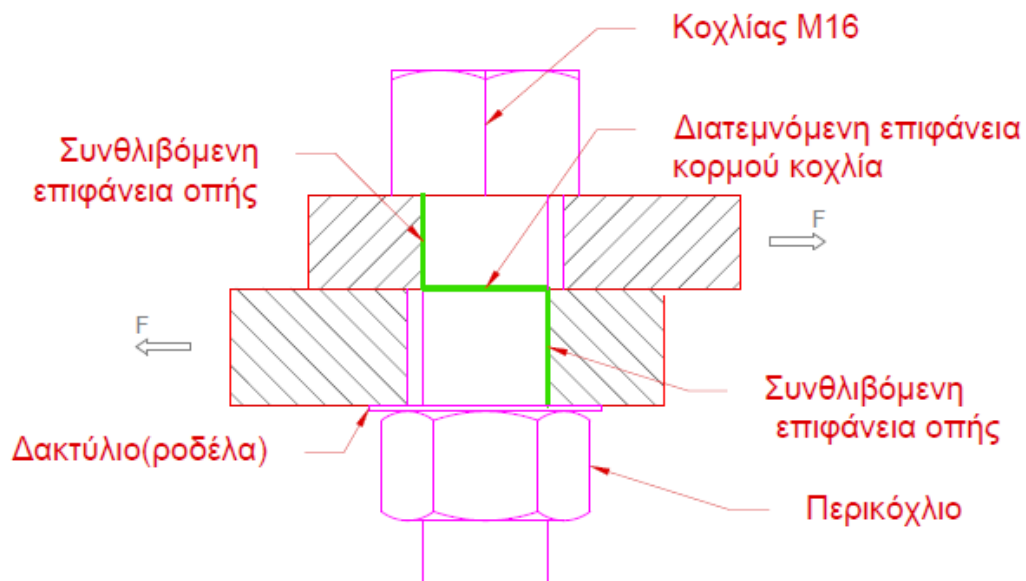 Κοχλίας Μ16
Συνθλιβόμενη
επιφάνεια οπής
Διατεμνόμενη επιφάνεια
κορμού κοχλία
F
F
Συνθλιβόμενη
επιφάνεια οπής
Δακτύλιο(ροδέλα)
Περικόχλιο